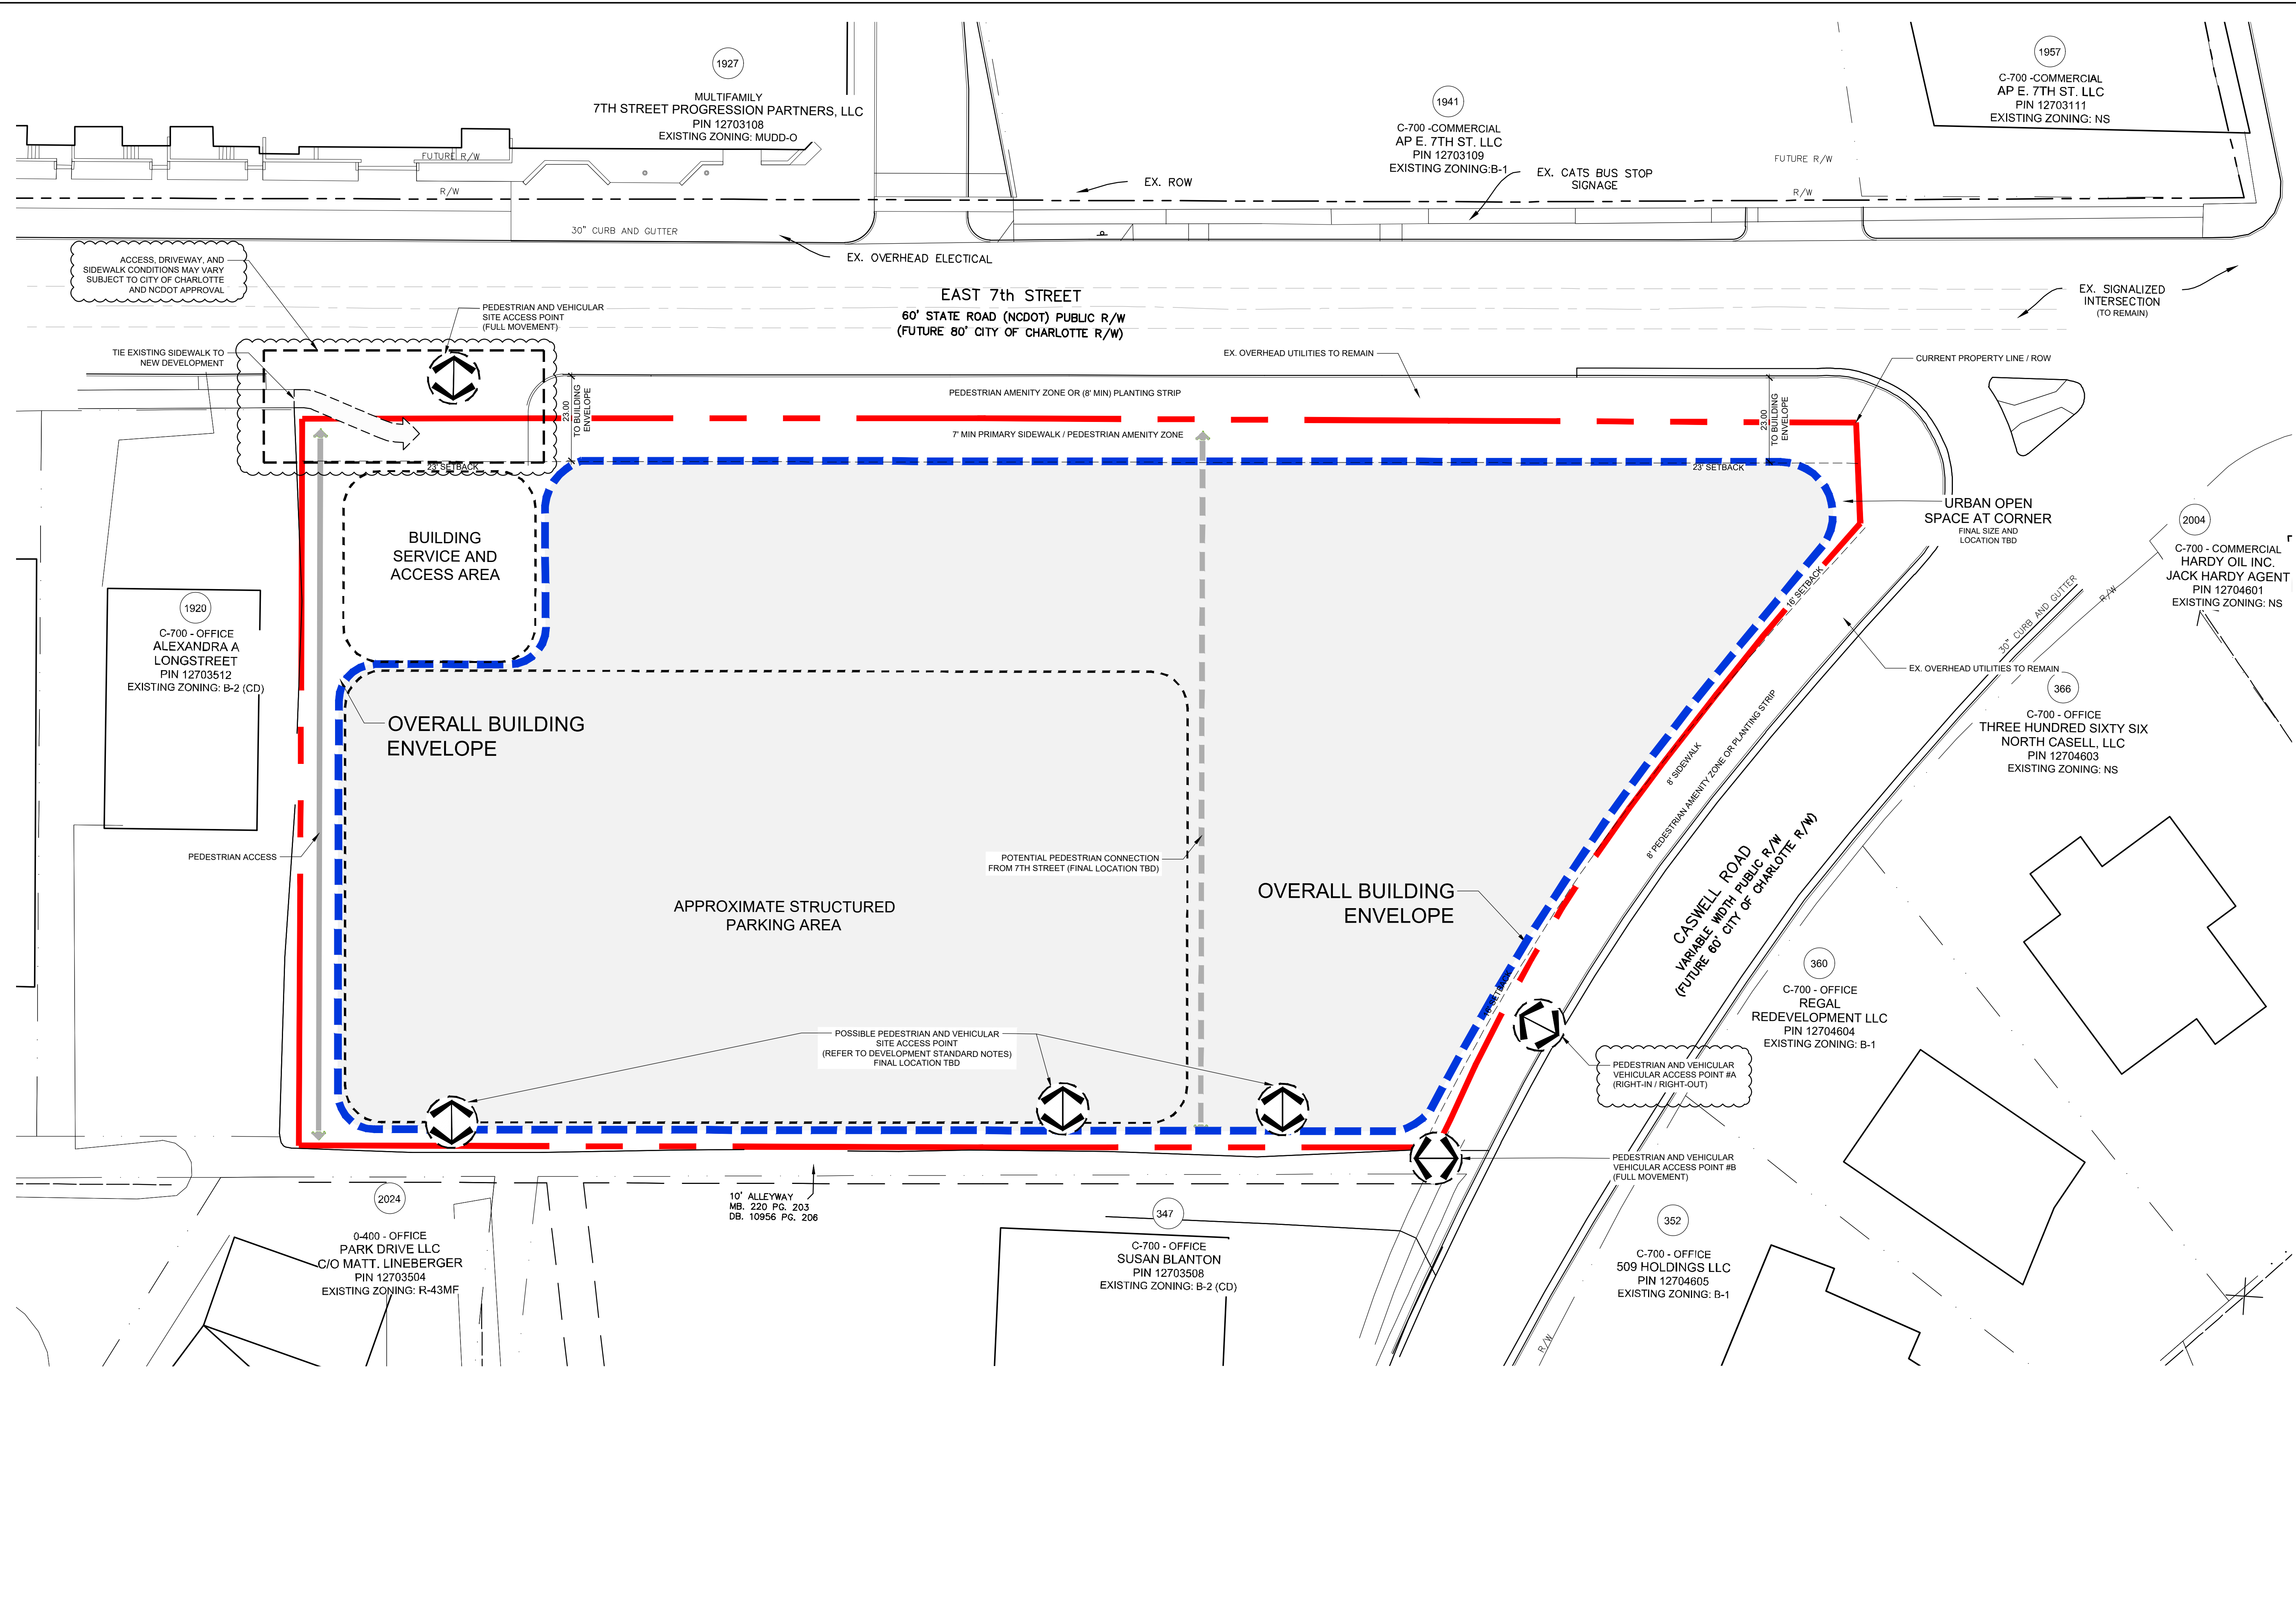 1927
MULTIFAMILY
7TH STREET PROGRESSION PARTNERS, LLC
PIN 12703108
EXISTING ZONING: MUDD-O
1941
C-700 -COMMERCIAL
AP E. 7TH ST. LLC
PIN 12703109
EXISTING ZONING:B-1
1957
C-700 -COMMERCIAL
AP E. 7TH ST. LLC
PIN 12703111
EXISTING ZONING: NS
FUTURE R/W
R/W
EX. ROW
EX. CATS BUS STOP
SIGNAGE
FUTURE R/W
R/W
30" CURB AND GUTTER
EX. OVERHEAD ELECTICAL
ACCESS, DRIVEWAY, AND
SIDEWALK CONDITIONS MAY VARY
SUBJECT TO CITY OF CHARLOTTE
AND NCDOT APPROVAL
PEDESTRIAN AND VEHICULAR
SITE ACCESS POINT
(FULL MOVEMENT)
EAST 7th STREET
60' STATE ROAD (NCDOT) PUBLIC R/W
(FUTURE 80' CITY OF CHARLOTTE R/W)
EX. SIGNALIZED
INTERSECTION
(TO REMAIN)
TIE EXISTING SIDEWALK TO
NEW DEVELOPMENT
EX. OVERHEAD UTILITIES TO REMAIN
CURRENT PROPERTY LINE / ROW
23.00
TO BUILDING
ENVELOPE
PEDESTRIAN AMENITY ZONE OR (8' MIN) PLANTING STRIP
23.00
TO BUILDING
ENVELOPE
7' MIN PRIMARY SIDEWALK / PEDESTRIAN AMENITY ZONE
23' SETBACK
23' SETBACK
URBAN OPEN
SPACE AT CORNER
FINAL SIZE AND
LOCATION TBD
BUILDING
SERVICE AND
ACCESS AREA
2004
C-700 - COMMERCIAL
HARDY OIL INC.
JACK HARDY AGENT
PIN 12704601
EXISTING ZONING: NS
16' SETBACK
30" CURB AND GUTTER
R/W
1920
C-700 - OFFICE
ALEXANDRA A
LONGSTREET
PIN 12703512
EXISTING ZONING: B-2 (CD)
EX. OVERHEAD UTILITIES TO REMAIN
366
C-700 - OFFICE
THREE HUNDRED SIXTY SIX
NORTH CASELL, LLC
PIN 12704603
EXISTING ZONING: NS
OVERALL BUILDING
ENVELOPE
8' SIDEWALK
8' PEDESTRIAN AMENITY ZONE OR PLANTING STRIP
PEDESTRIAN ACCESS
POTENTIAL PEDESTRIAN CONNECTION
FROM 7TH STREET (FINAL LOCATION TBD)
OVERALL BUILDING
ENVELOPE
APPROXIMATE STRUCTURED
PARKING AREA
CASWELL ROAD
VARIABLE WIDTH PUBLIC R/W
(FUTURE 60' CITY OF CHARLOTTE R/W)
360
C-700 - OFFICE
REGAL
REDEVELOPMENT LLC
PIN 12704604
EXISTING ZONING: B-1
16' SETBACK
POSSIBLE PEDESTRIAN AND VEHICULAR
SITE ACCESS POINT
(REFER TO DEVELOPMENT STANDARD NOTES)
FINAL LOCATION TBD
PEDESTRIAN AND VEHICULAR
VEHICULAR ACCESS POINT #A
(RIGHT-IN / RIGHT-OUT)
PEDESTRIAN AND VEHICULAR
VEHICULAR ACCESS POINT #B
(FULL MOVEMENT)
2024
0-400 - OFFICE
PARK DRIVE LLC
C/O MATT. LINEBERGER
PIN 12703504
EXISTING ZONING: R-43MF
10' ALLEYWAY
MB. 220 PG. 203
DB. 10956 PG. 206
347
C-700 - OFFICE
SUSAN BLANTON
PIN 12703508
EXISTING ZONING: B-2 (CD)
352
C-700 - OFFICE
509 HOLDINGS LLC
PIN 12704605
EXISTING ZONING: B-1
R/W